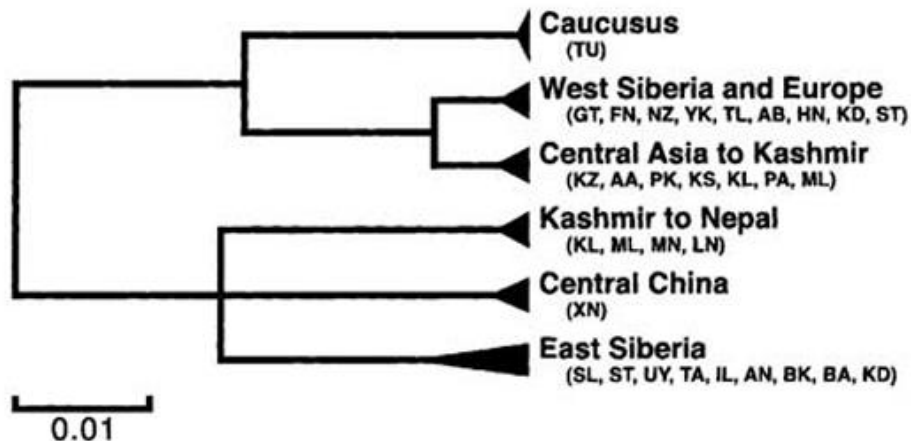 Caucusus
(TU)
West Siberia and Europe
(GT, FN, NZ, YK, TL, AB, HN, KD, ST)
Central Asia to Kashmir
(KZ, AA, PK, KS, KL, PA, ML)
Kashmir to Nepal
(KL, ML, MN, LN)
Central China
(XN)
East Siberia
(SL, ST, UY, TA, IL, AN, BK, BA, KD)
0.01